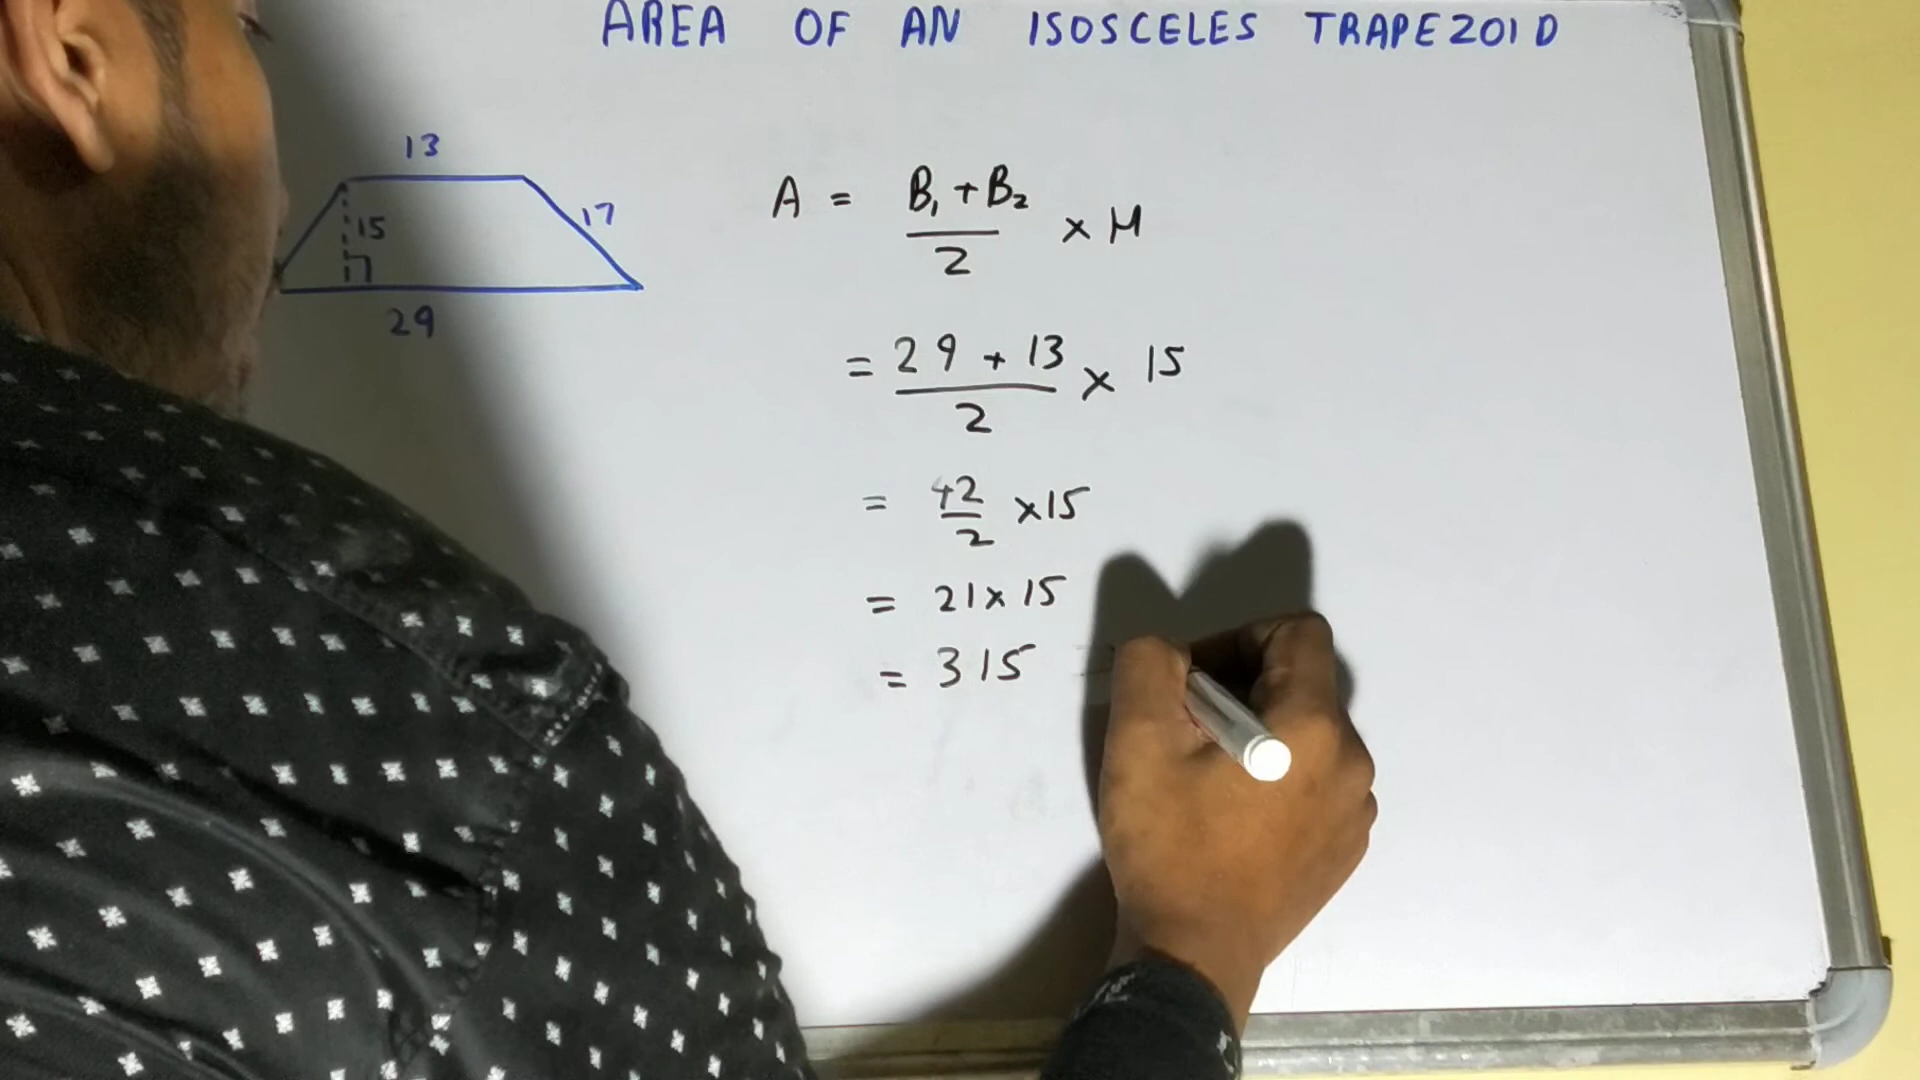 AREA OF AN ISOSCELES TRAPEZOID
13
15
17
29
A = B₁+B₂/2 × H
= 29+13/2 × 15
= 42/2 ×15
= 21×15
= 315